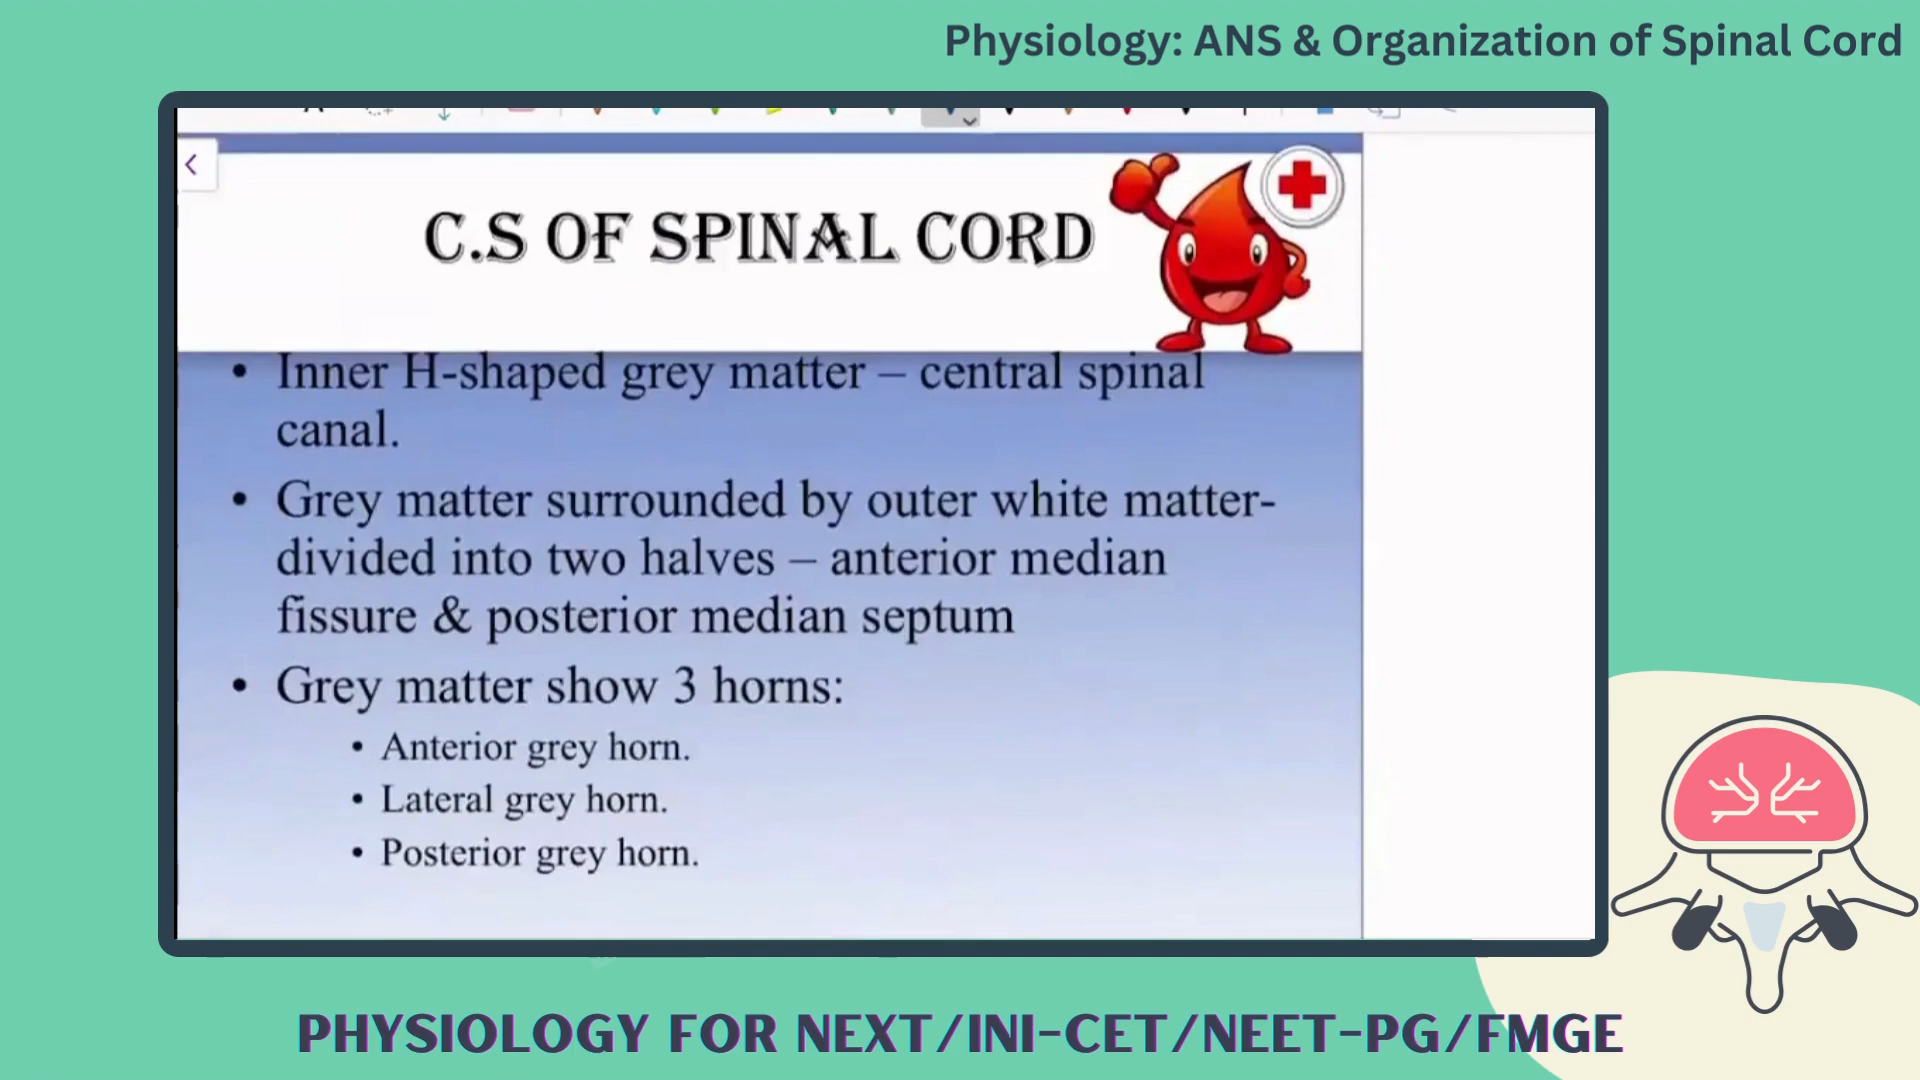 Physiology: ANS & Organization of Spinal Cord
C.S OF SPINAL CORD
• Inner H-shaped grey matter – central spinal
canal.
• Grey matter surrounded by outer white matter-
divided into two halves – anterior median
fissure & posterior median septum
• Grey matter show 3 horns:
• Anterior grey horn.
• Lateral grey horn.
• Posterior grey horn.
PHYSIOLOGY FOR NEXT/INI-CET/NEET-PG/FMGE